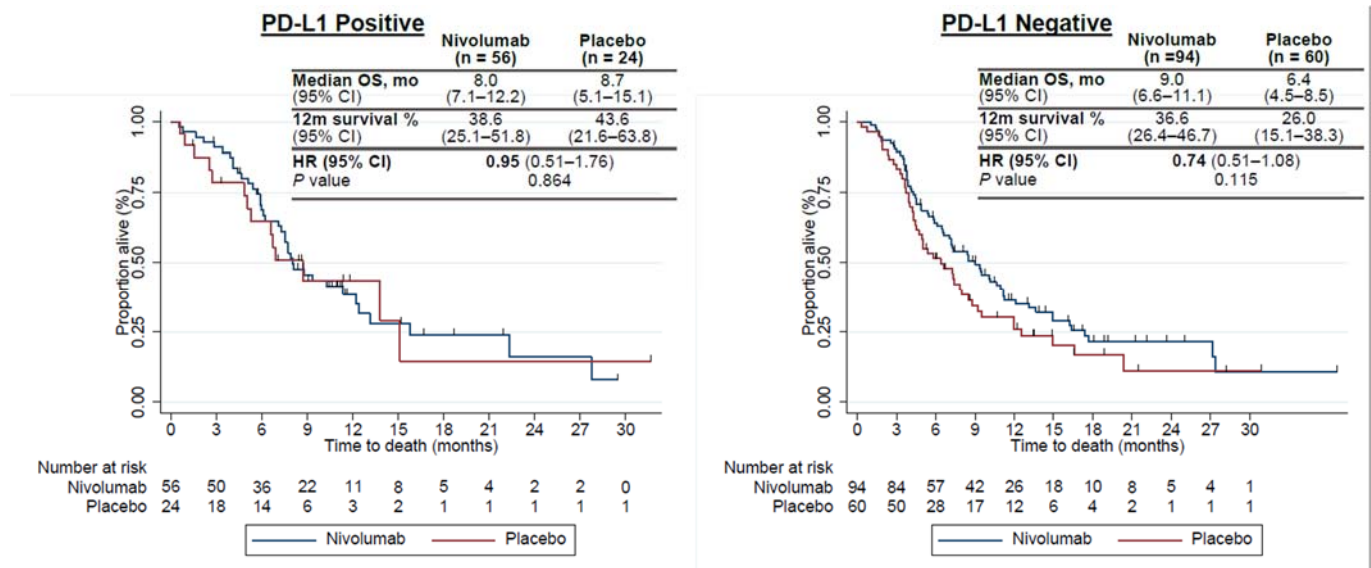 PD-L1 Positive
Nivolumab Placebo
(n = 56) (n = 24)
Median OS, mo 8.0 8.7
(95% CI) (7.1–12.2) (5.1–15.1)
12m survival % 38.6 43.6
(95% CI) (25.1–51.8) (21.6–63.8)
HR (95% CI) 0.95 (0.51–1.76)
P value 0.864
Proportion alive (%)
1.00
0.75
0.50
0.25
0.00
0 3 6 9 12 15 18 21 24 27 30
Time to death (months)
Number at risk
Nivolumab 56 50 36 22 11 8 5 4 2 2 0
Placebo 24 18 14 6 3 2 1 1 1 1 1
Nivolumab Placebo
PD-L1 Negative
Nivolumab Placebo
(n =94) (n = 60)
Median OS, mo 9.0 6.4
(95% CI) (6.6–11.1) (4.5–8.5)
12m survival % 36.6 26.0
(95% CI) (26.4–46.7) (15.1–38.3)
HR (95% CI) 0.74 (0.51–1.08)
P value 0.115
Proportion alive (%)
1.00
0.75
0.50
0.25
0.00
0 3 6 9 12 15 18 21 24 27 30
Time to death (months)
Number at risk
Nivolumab 94 84 57 42 26 18 10 8 5 4 1
Placebo 60 50 28 17 12 6 4 2 1 1 1
Nivolumab Placebo